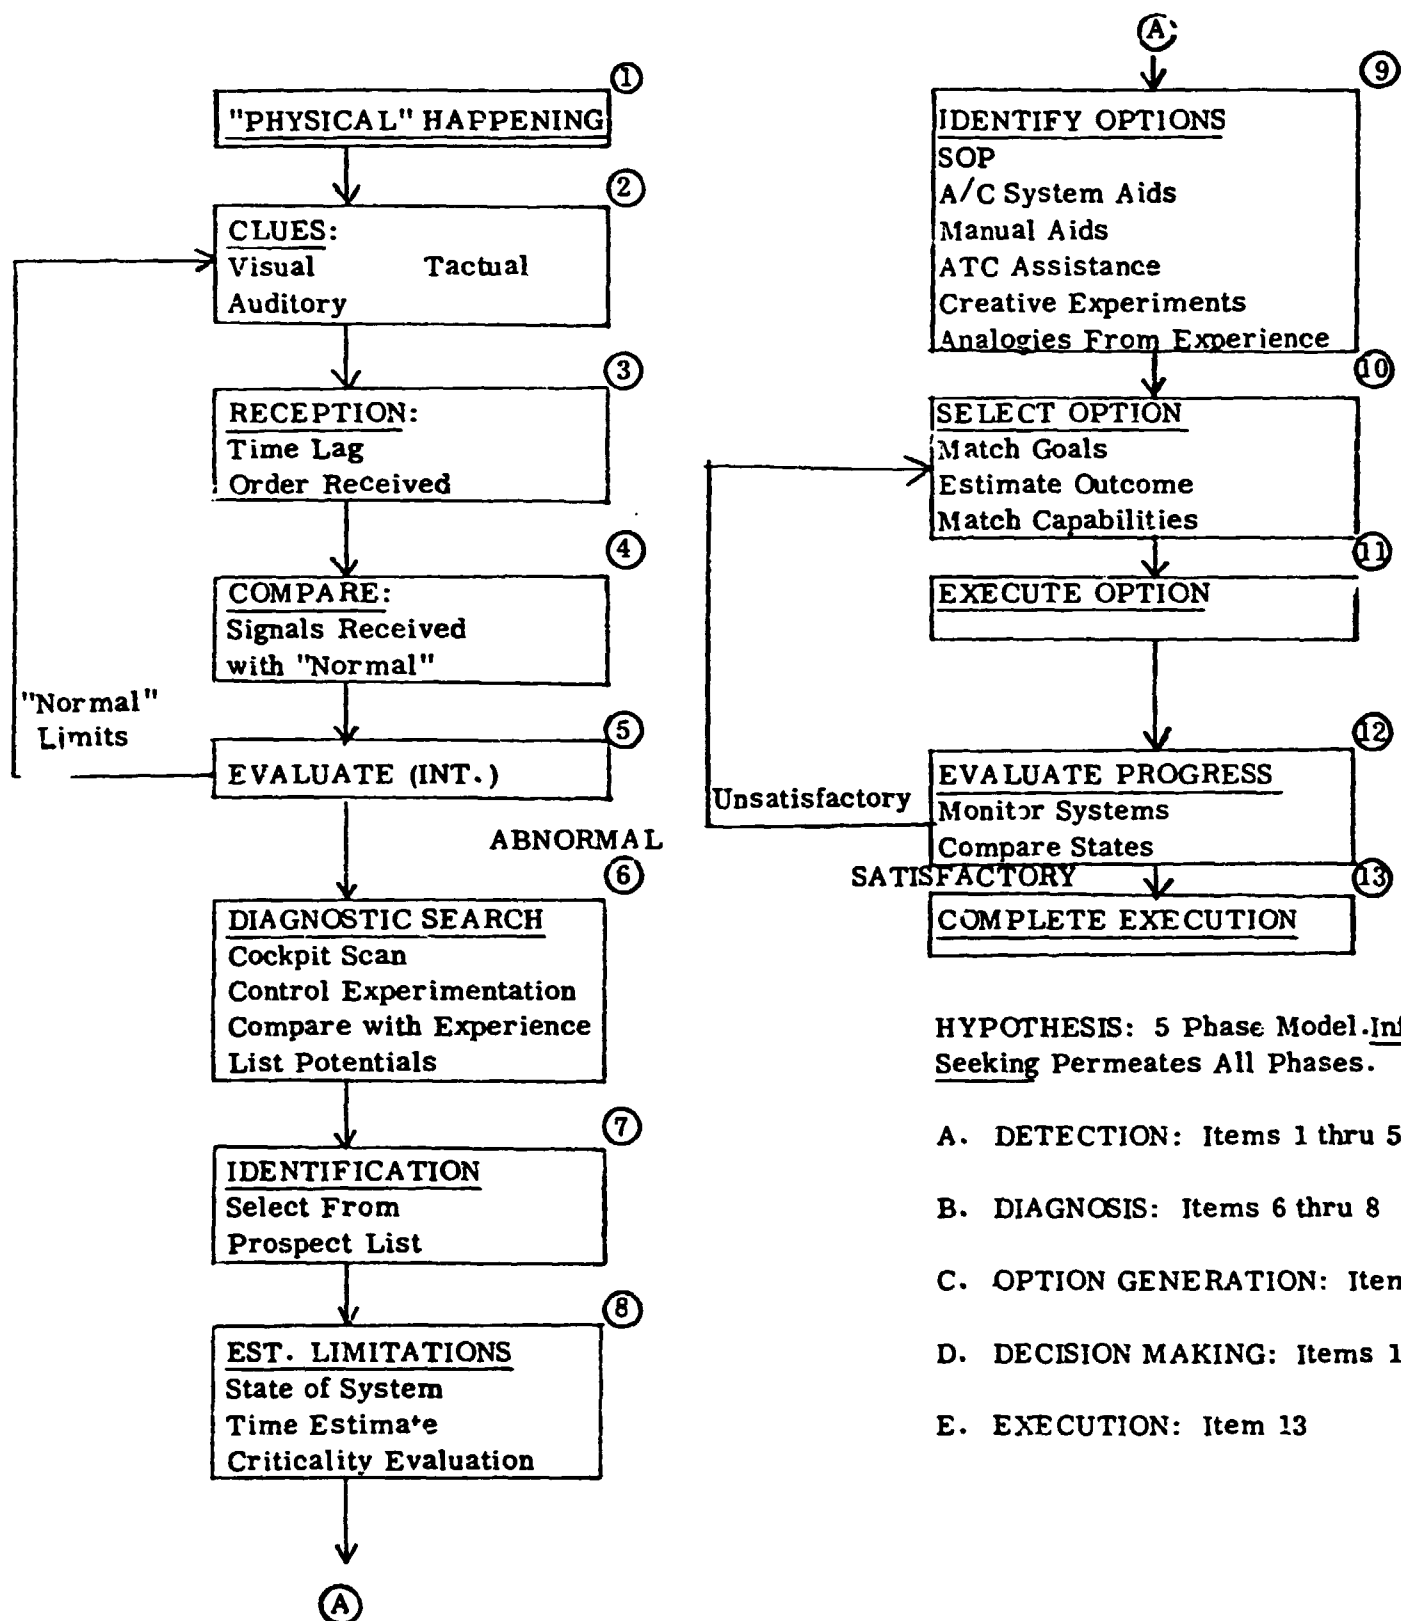 ①
"PHYSICAL" HAPPENING
②
CLUES:
Visual Tactual
Auditory
③
RECEPTION:
Time Lag
Order Received
④
COMPARE:
Signals Received
with "Normal"
"Normal"
Limits
⑤
EVALUATE (INT.)
ABNORMAL
⑥
DIAGNOSTIC SEARCH
Cockpit Scan
Control Experimentation
Compare with Experience
List Potentials
⑦
IDENTIFICATION
Select From
Prospect List
⑧
EST. LIMITATIONS
State of System
Time Estimate
Criticality Evaluation
Ⓐ
Ⓐ
⑨
IDENTIFY OPTIONS
SOP
A/C System Aids
Manual Aids
ATC Assistance
Creative Experiments
Analogies From Experience
⑩
SELECT OPTION
Match Goals
Estimate Outcome
Match Capabilities
⑪
EXECUTE OPTION
⑫
EVALUATE PROGRESS
Monitor Systems
Compare States
Unsatisfactory
SATISFACTORY
⑬
COMPLETE EXECUTION
HYPOTHESIS: 5 Phase Model.
Seeking Permeates All Phases.
A. DETECTION: Items 1 thru 5
B. DIAGNOSIS: Items 6 thru 8
C. OPTION GENERATION:
D. DECISION MAKING: Items
E. EXECUTION: Item 13